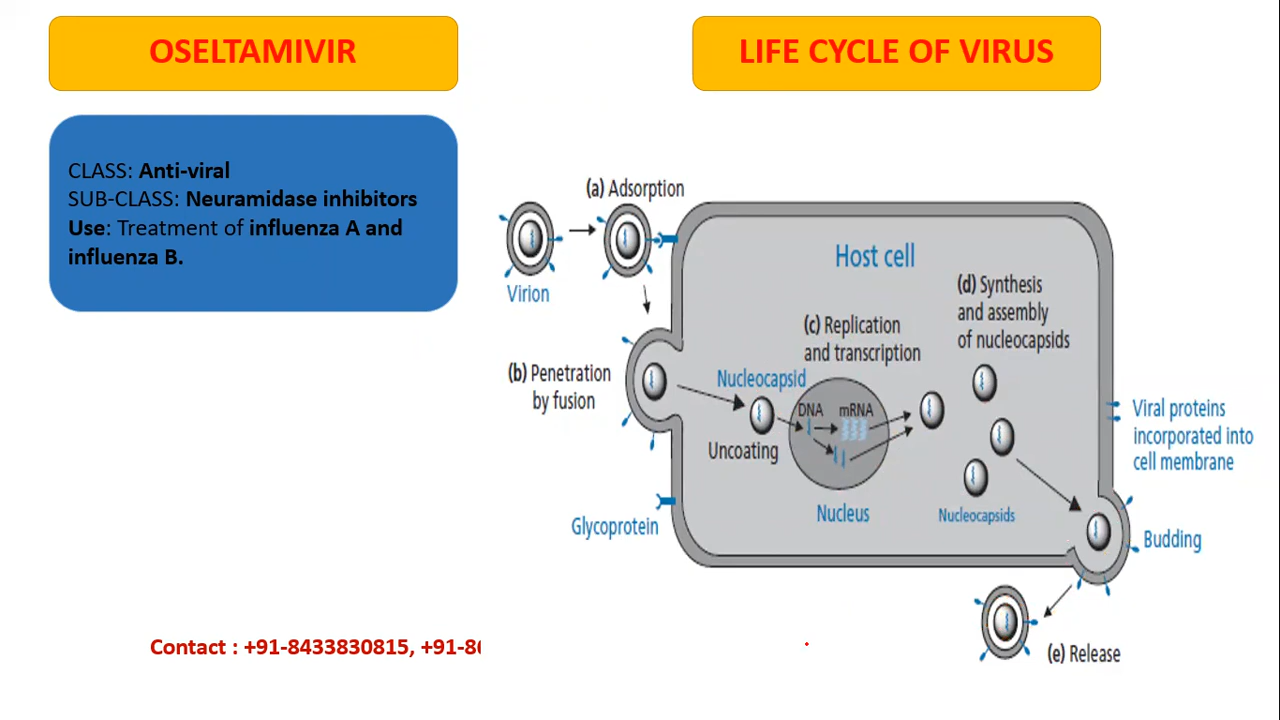 OSELTAMIVIR
LIFE CYCLE OF VIRUS
CLASS: Anti-viral
SUB-CLASS: Neuramidase inhibitors
Use: Treatment of influenza A and
influenza B.
(a) Adsorption
Virion
Host cell
(b) Penetration
by fusion
Nucleocapsid
Uncoating
(c) Replication
and transcription
DNA
mRNA
Nucleus
(d) Synthesis
and assembly
of nucleocapsids
Nucleocapsids
Viral proteins
incorporated into
cell membrane
Glycoprotein
Budding
(e) Release
Contact : +91-8433830815, +91-8